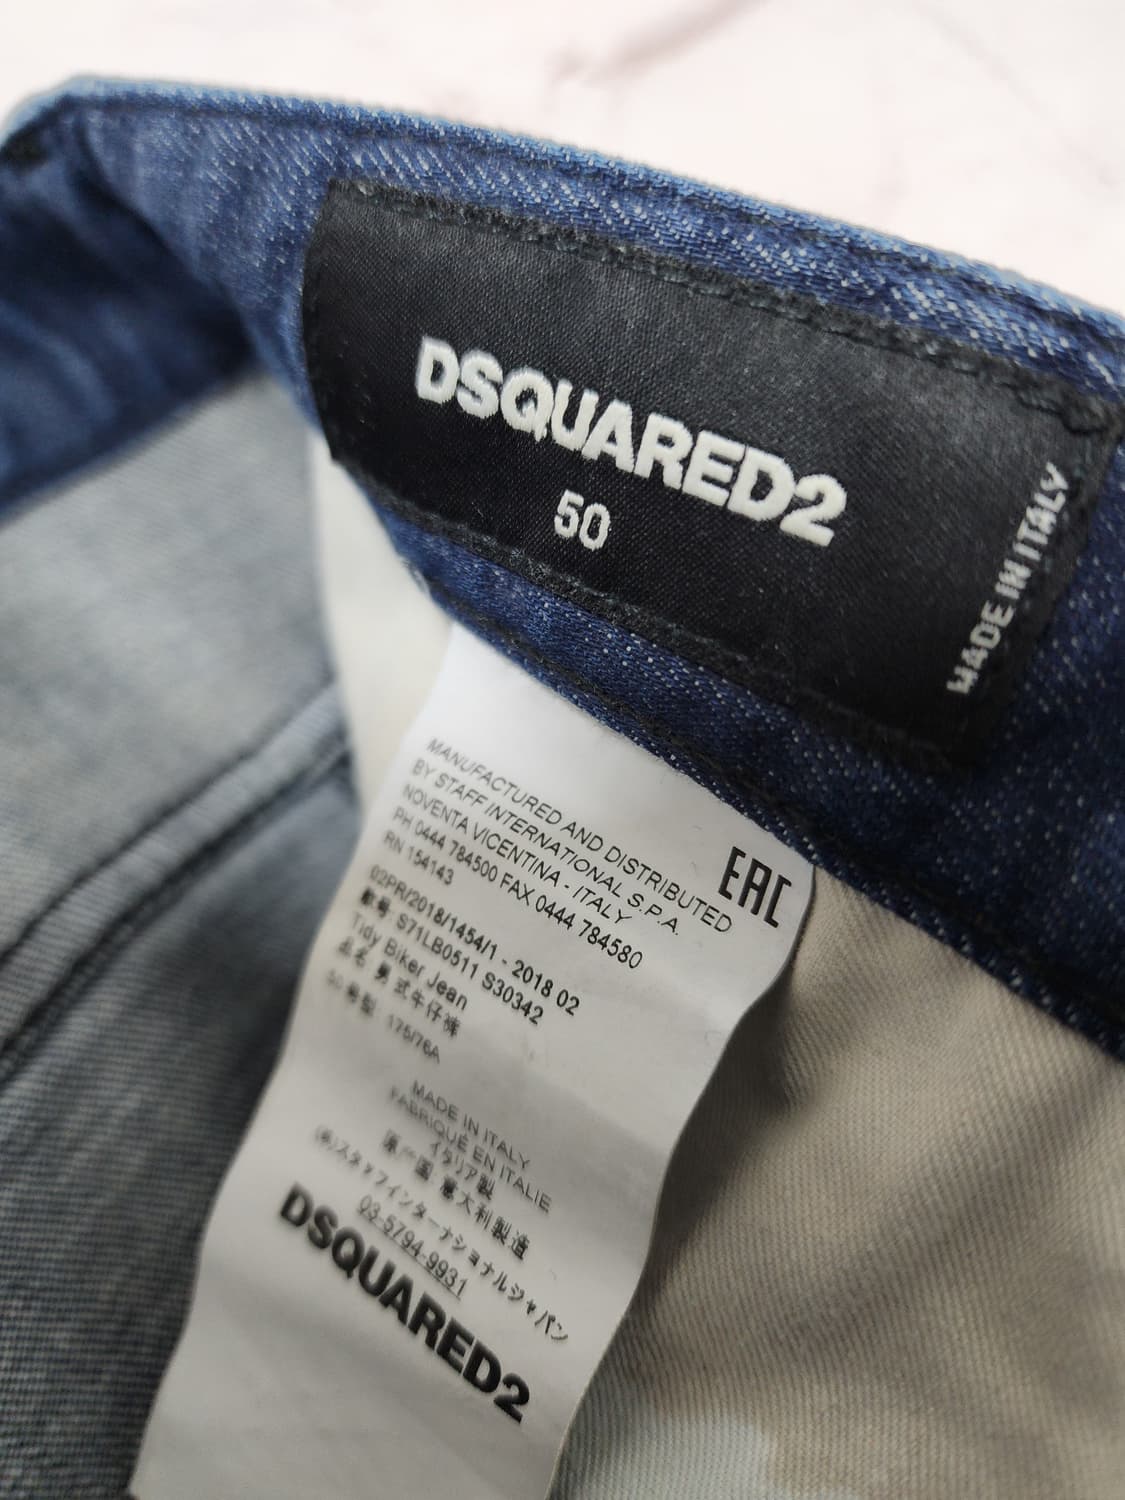 DSQUARED2
50
MADE IN ITALY
MANUFACTURED AND DISTRIBUTED
BY STAFF INTERNATIONAL S.P.A.
NOVENTA VICENTINA - ITALY
PH 0444 784500 FAX 0444 784580
RN 154143
EAC
02PR/2018/1454/1 - 2018 02
款号 S71LB0511 S30342
Tidy Biker Jean
品名 男式牛仔裤
50 号型 175/76A
MADE IN ITALY
FABRIQUÉ EN ITALIE
イタリア製
原产国 意大利製造
(株)スタッフインターナショナルジャパン
03-5794-9931
DSQUARED2